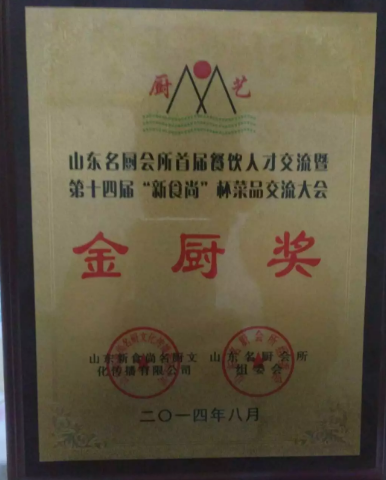 厨 艺
山东名厨会所首届餐饮人才交流暨
第十四届“新食尚”杯菜品交流大会
金厨奖
山东新食尚名厨文 山东名厨会所
化传播有限公司 组委会
二〇一四年八月